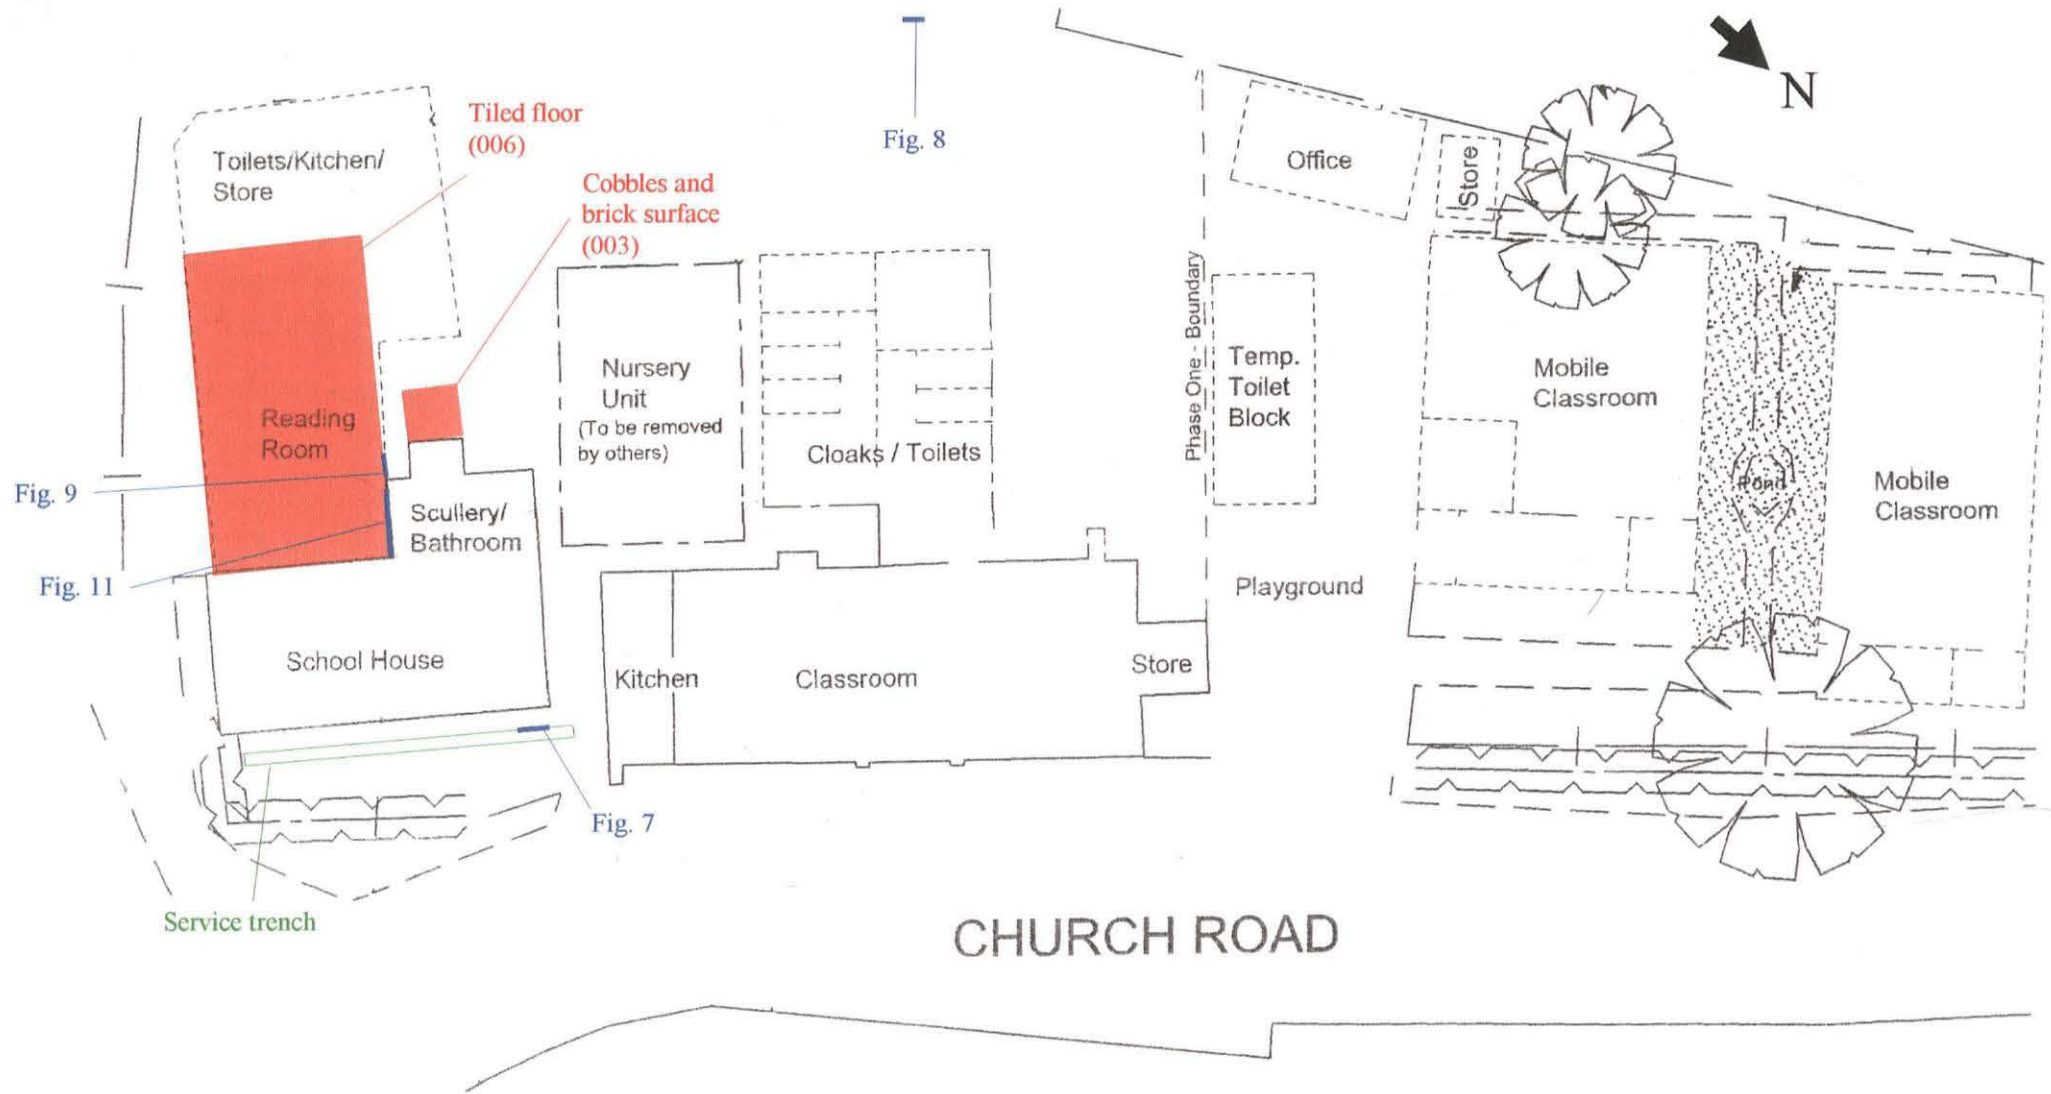 N
Tiled floor
(006)
Fig. 8
Toilets/Kitchen/
Store
Office
Store
Cobbles and
brick surface
(003)
Phase One - Boundary
Nursery
Unit
(To be removed
by others)
Temp.
Toilet
Block
Mobile
Classroom
Reading
Room
Cloaks / Toilets
Pond
Mobile
Classroom
Fig. 9
Scullery/
Bathroom
Fig. 11
Playground
School House
Kitchen
Classroom
Store
Fig. 7
Service trench
CHURCH ROAD